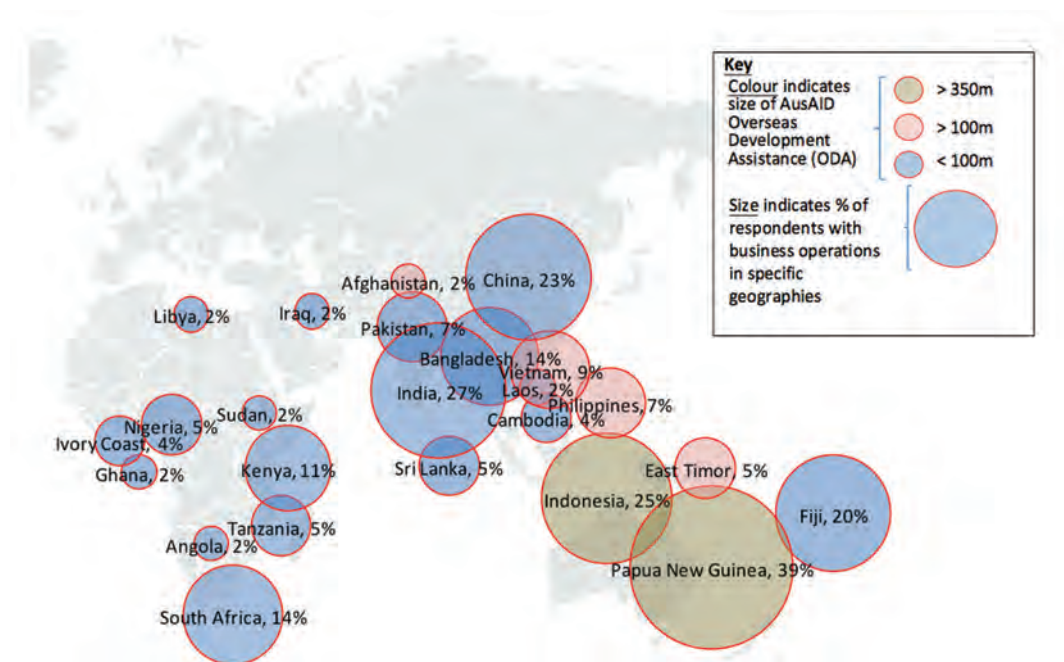 Key
Colour indicates
size of AusAID
Overseas
Development
Assistance (ODA)
> 350m
> 100m
< 100m
Size indicates % of
respondents with
business operations
in specific
geographies
China, 23%
Afghanistan, 2%
Libya, 2%
Iraq, 2%
Pakistan, 7%
Bangladesh, 14%
Vietnam, 9%
India, 27%
Laos, 2%
Philippines, 7%
Sudan, 2%
Cambodia, 4%
Nigeria, 5%
Ivory Coast, 4%
Ghana, 2%
Kenya, 11%
Sri Lanka, 5%
East Timor, 5%
Indonesia, 25%
Fiji, 20%
Tanzania, 5%
Angola, 2%
Papua New Guinea, 39%
South Africa, 14%